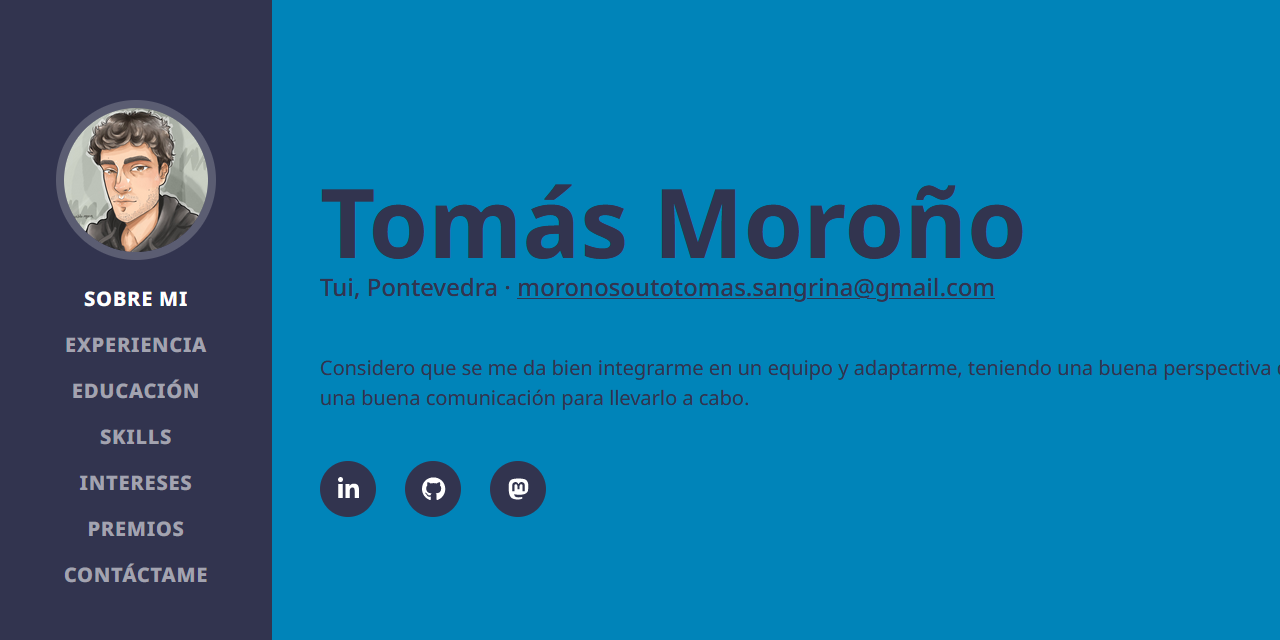 SOBRE MI
EXPERIENCIA
EDUCACIÓN
SKILLS
INTERESES
PREMIOS
CONTÁCTAME
Tomás Moroño
Tui, Pontevedra · moronosoutotomas.sangrina@gmail.com
Considero que se me da bien integrarme en un equipo y adaptarme, teniendo una buena perspectiva
una buena comunicación para llevarlo a cabo.
in